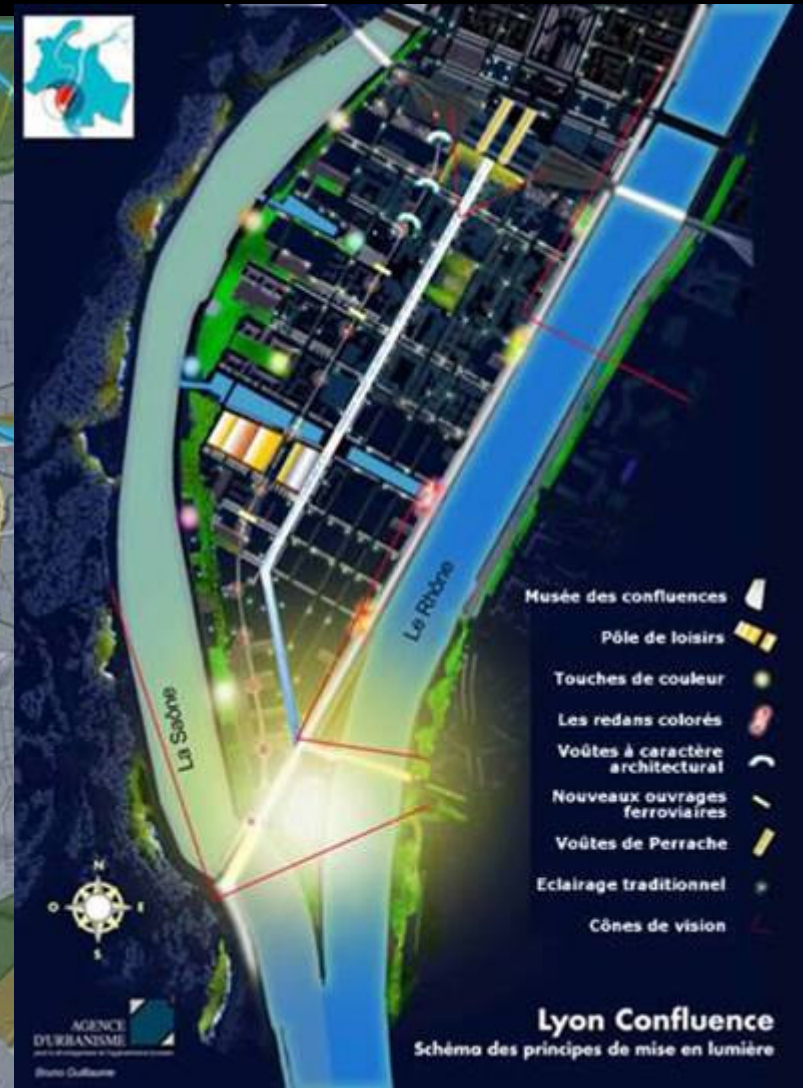 Le Rhône
La Saône
Musée des confluences
Pôle de loisirs
Touches de couleur
Les redans colorés
Voûtes à caractère
architectural
Nouveaux ouvrages
ferroviaires
Voûtes de Perrache
Eclairage traditionnel
Cônes de vision
N
O
E
S
AGENCE
D'URBANISME
Bruno Guillaume
Lyon Confluence
Schéma des principes de mise en lumière